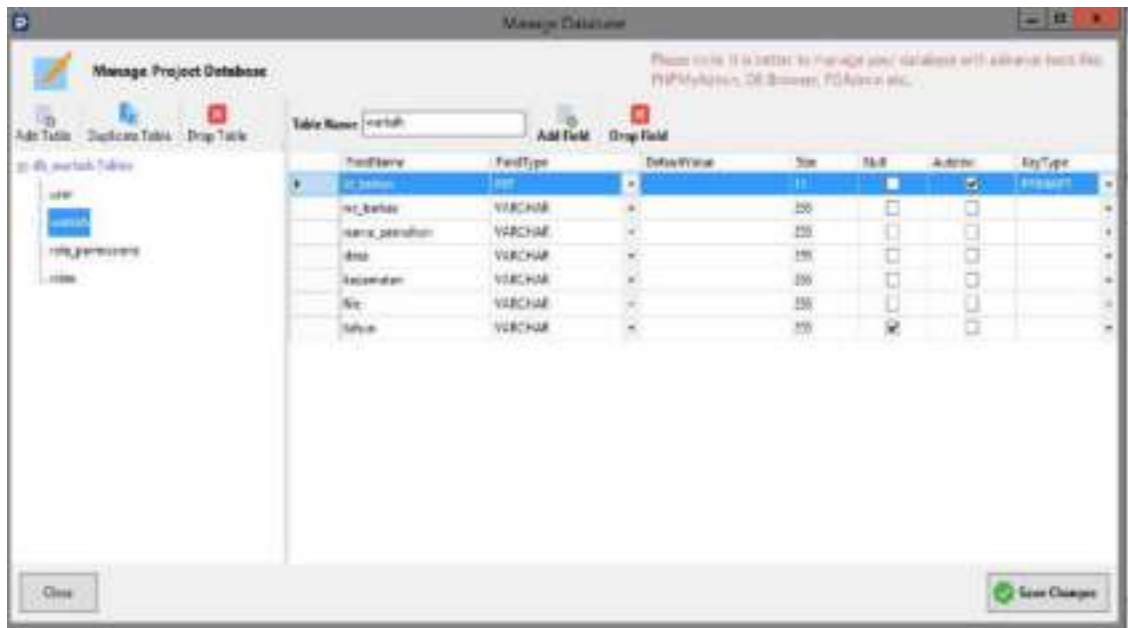 Manage Database
Manage Project Database
Please note: It is better to manage your database with advance tools like
PHPMyAdmin, DB Browser, PGAdmin etc..
Add Table Duplicate Table Drop Table
Table Name
Add Field Drop Field
FieldName FieldType DefaultValue Size Null AutoInc KeyType
user
INT 11 PRIMARY
VARCHAR 255
nama_pemohon VARCHAR 255
role_permissions
desa VARCHAR 255
kecamatan VARCHAR 255
roles
file VARCHAR 255
tahun VARCHAR 255
Close
Save Changes